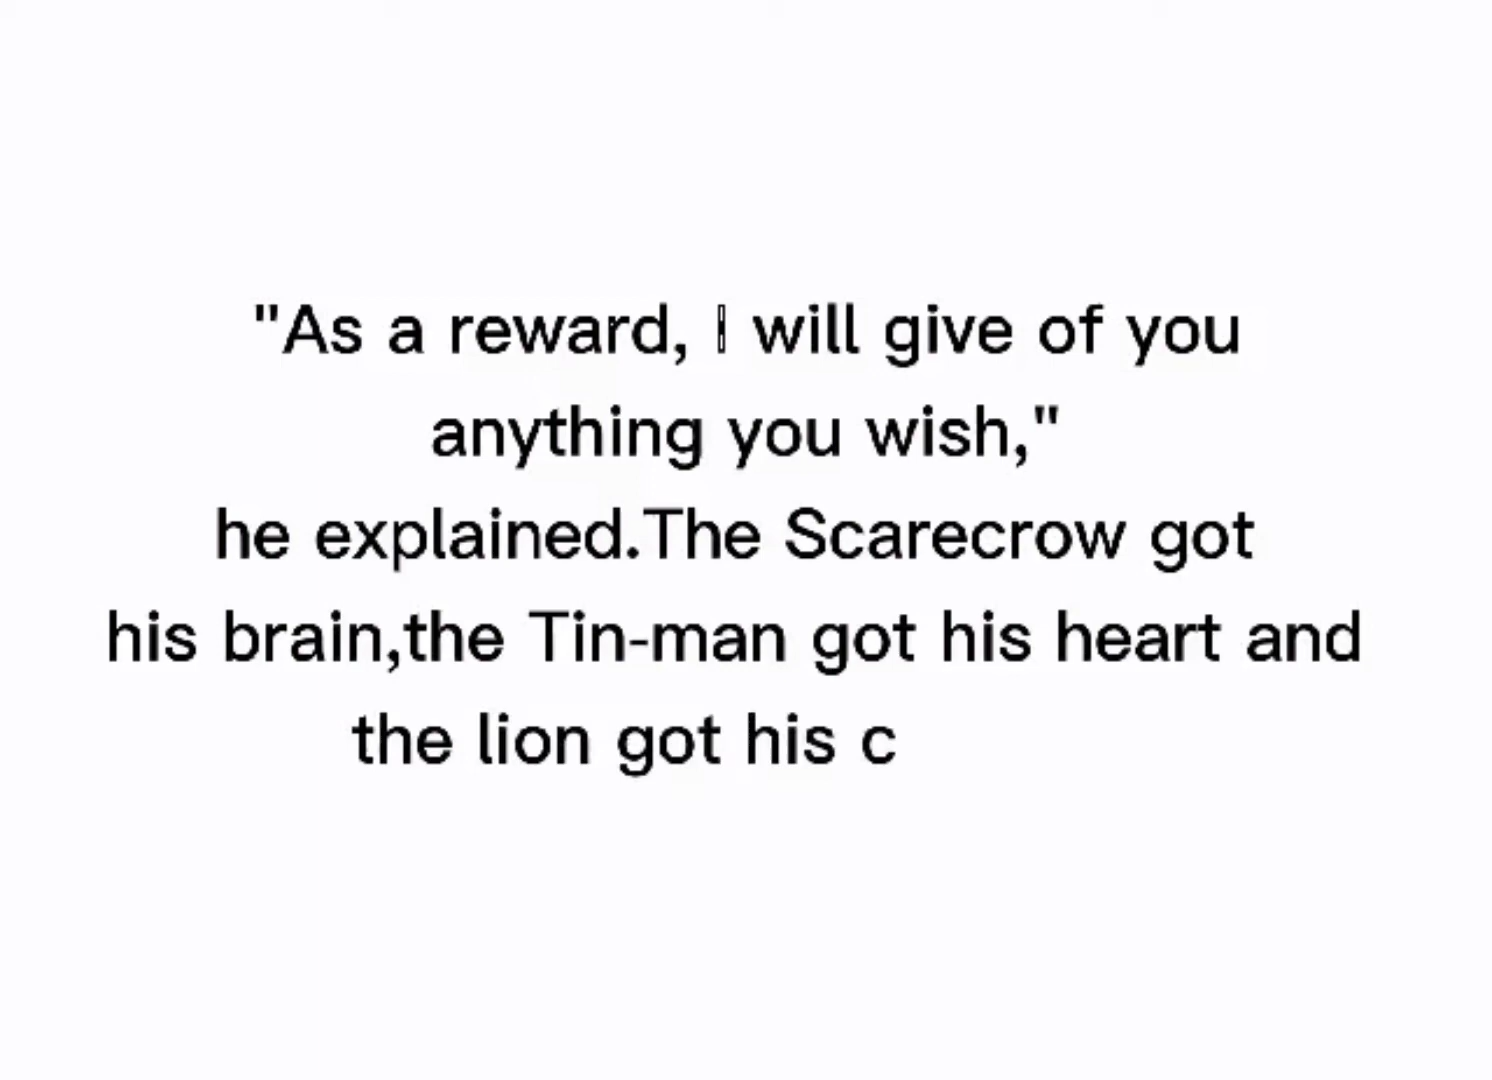 "As a reward, I will give of you
anything you wish,"
he explained.The Scarecrow got
his brain,the Tin-man got his heart and
the lion got his c